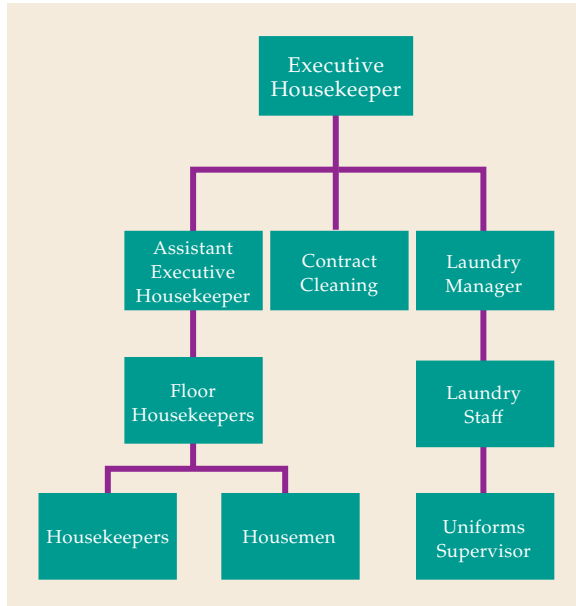 Executive
Housekeeper
Assistant
Executive
Housekeeper
Contract
Cleaning
Laundry
Manager
Floor
Housekeepers
Laundry
Staff
Housekeepers
Housemen
Uniforms
Supervisor